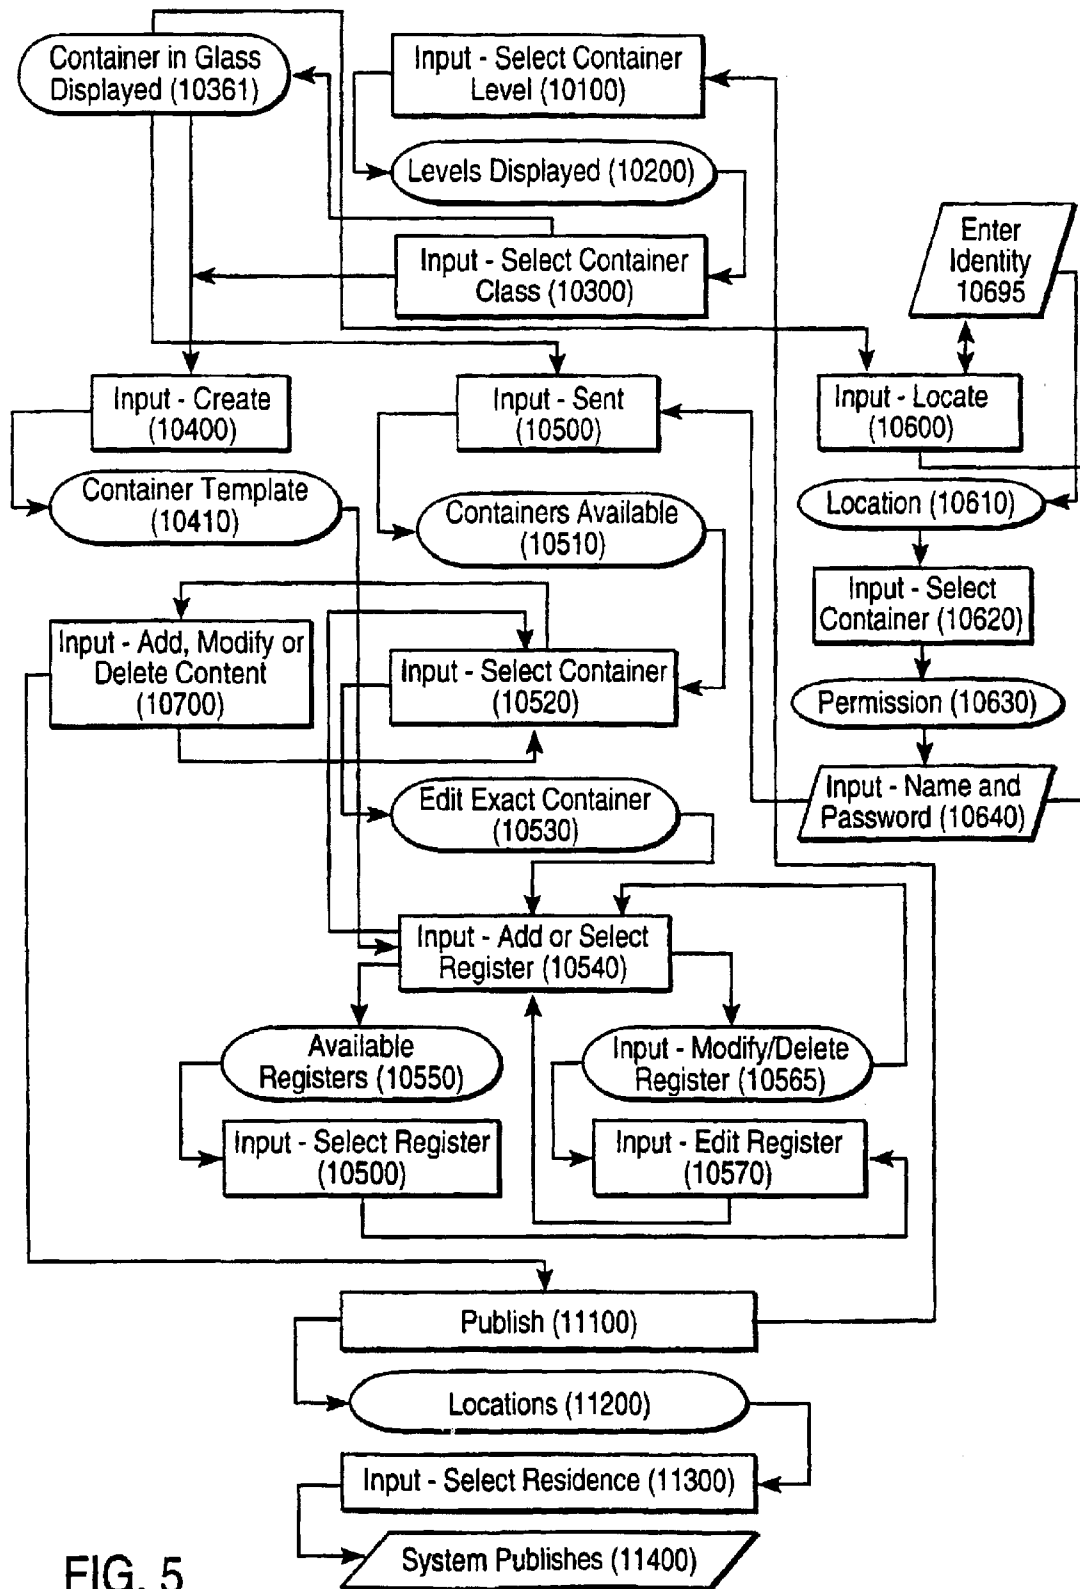 Container in Glass
Displayed (10361)
Input - Select Container
Level (10100)
Levels Displayed (10200)
Input - Select Container
Class (10300)
Enter
Identity
10695
Input - Create
(10400)
Input - Sent
(10500)
Input - Locate
(10600)
Container Template
(10410)
Containers Available
(10510)
Location (10610)
Input - Select
Container (10620)
Input - Add, Modify or
Delete Content
(10700)
Input - Select Container
(10520)
Permission (10630)
Edit Exact Container
(10530)
Input - Name and
Password (10640)
Input - Add or Select
Register (10540)
Available
Registers (10550)
Input - Modify/Delete
Register (10565)
Input - Select Register
(10500)
Input - Edit Register
(10570)
Publish (11100)
Locations (11200)
Input - Select Residence (11300)
System Publishes (11400)
FIG. 5